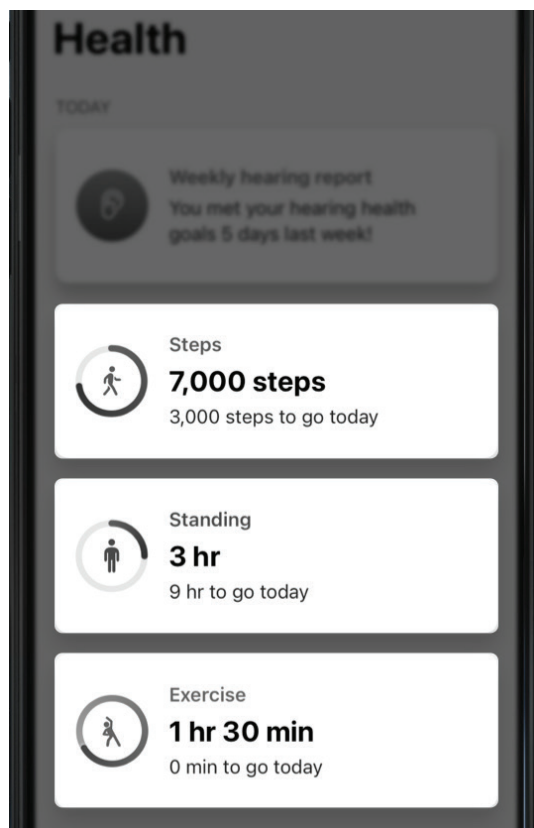 Health
TODAY
Weekly hearing report
You met your hearing health
goals 5 days last week!
Steps
7,000 steps
3,000 steps to go today
Standing
3 hr
9 hr to go today
Exercise
1 hr 30 min
0 min to go today